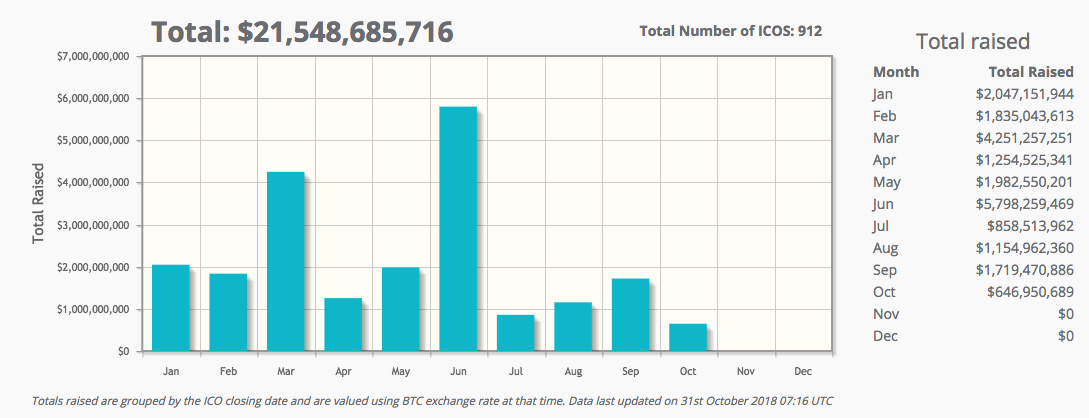 Total: $21,548,685,716
Total Number of ICOS: 912
$7,000,000,000
$6,000,000,000
$5,000,000,000
$4,000,000,000
$3,000,000,000
$2,000,000,000
$1,000,000,000
$0
Total Raised
Jan Feb Mar Apr May Jun Jul Aug Sep Oct Nov Dec
Totals raised are grouped by the ICO closing date and are valued using BTC exchange rate at that time. Data last updated on 31st October 2018 07:16 UTC
Total raised
Month Total Raised
Jan $2,047,151,944
Feb $1,835,043,613
Mar $4,251,257,251
Apr $1,254,525,341
May $1,982,550,201
Jun $5,798,259,469
Jul $858,513,962
Aug $1,154,962,360
Sep $1,719,470,886
Oct $646,950,689
Nov $0
Dec $0